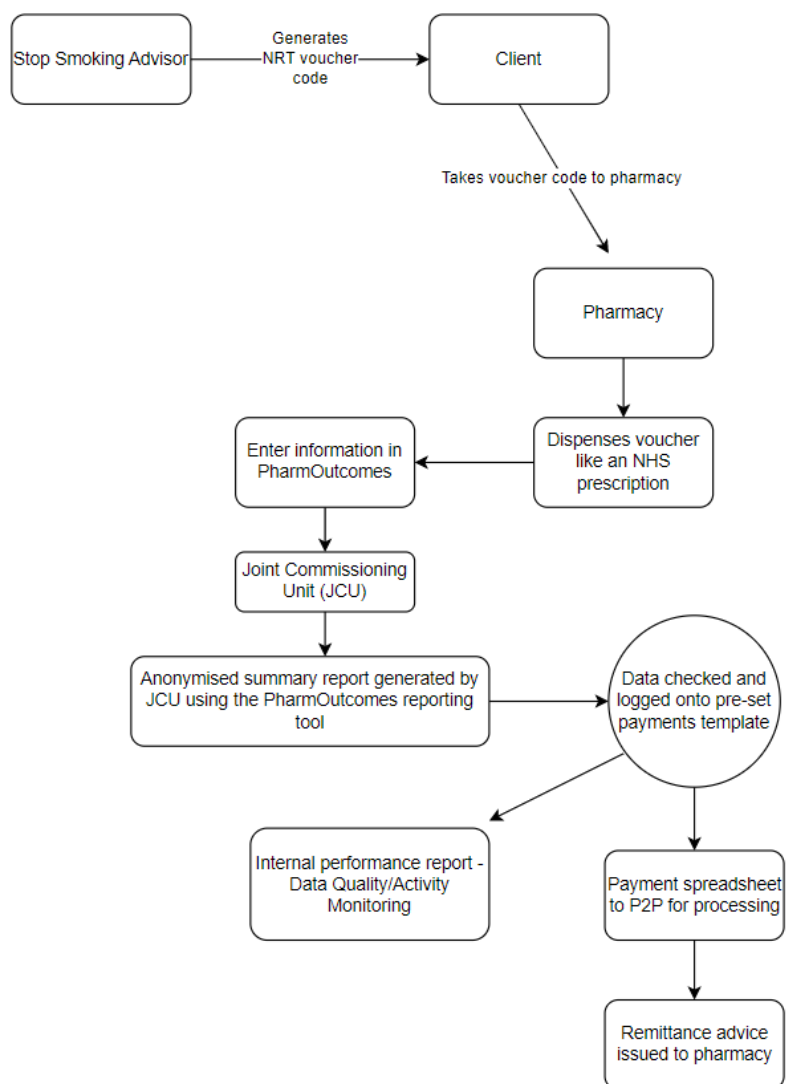 Stop Smoking Advisor
Generates
NRT voucher
code
Client
Takes voucher code to pharmacy
Pharmacy
Dispenses voucher
like an NHS
prescription
Enter information in
PharmOutcomes
Joint Commissioning
Unit (JCU)
Anonymised summary report generated by
JCU using the PharmOutcomes reporting
tool
Data checked and
logged onto pre-set
payments template
Internal performance report -
Data Quality/Activity
Monitoring
Payment spreadsheet
to P2P for processing
Remittance advice
issued to pharmacy